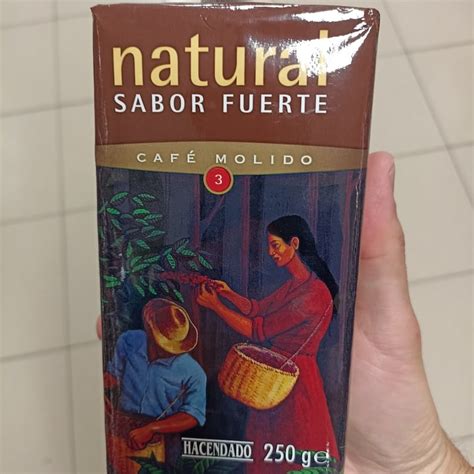 natural
SABOR FUERTE
CAFÉ MOLIDO
3
HACENDADO 250 g e